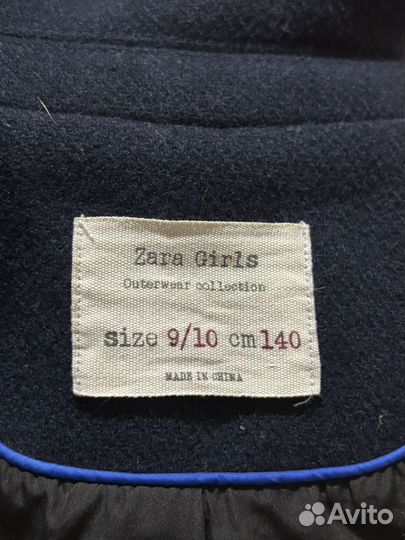 Zara Girls
Outerwear collection
size 9/10 cm 140
MADE IN CHINA
Avito